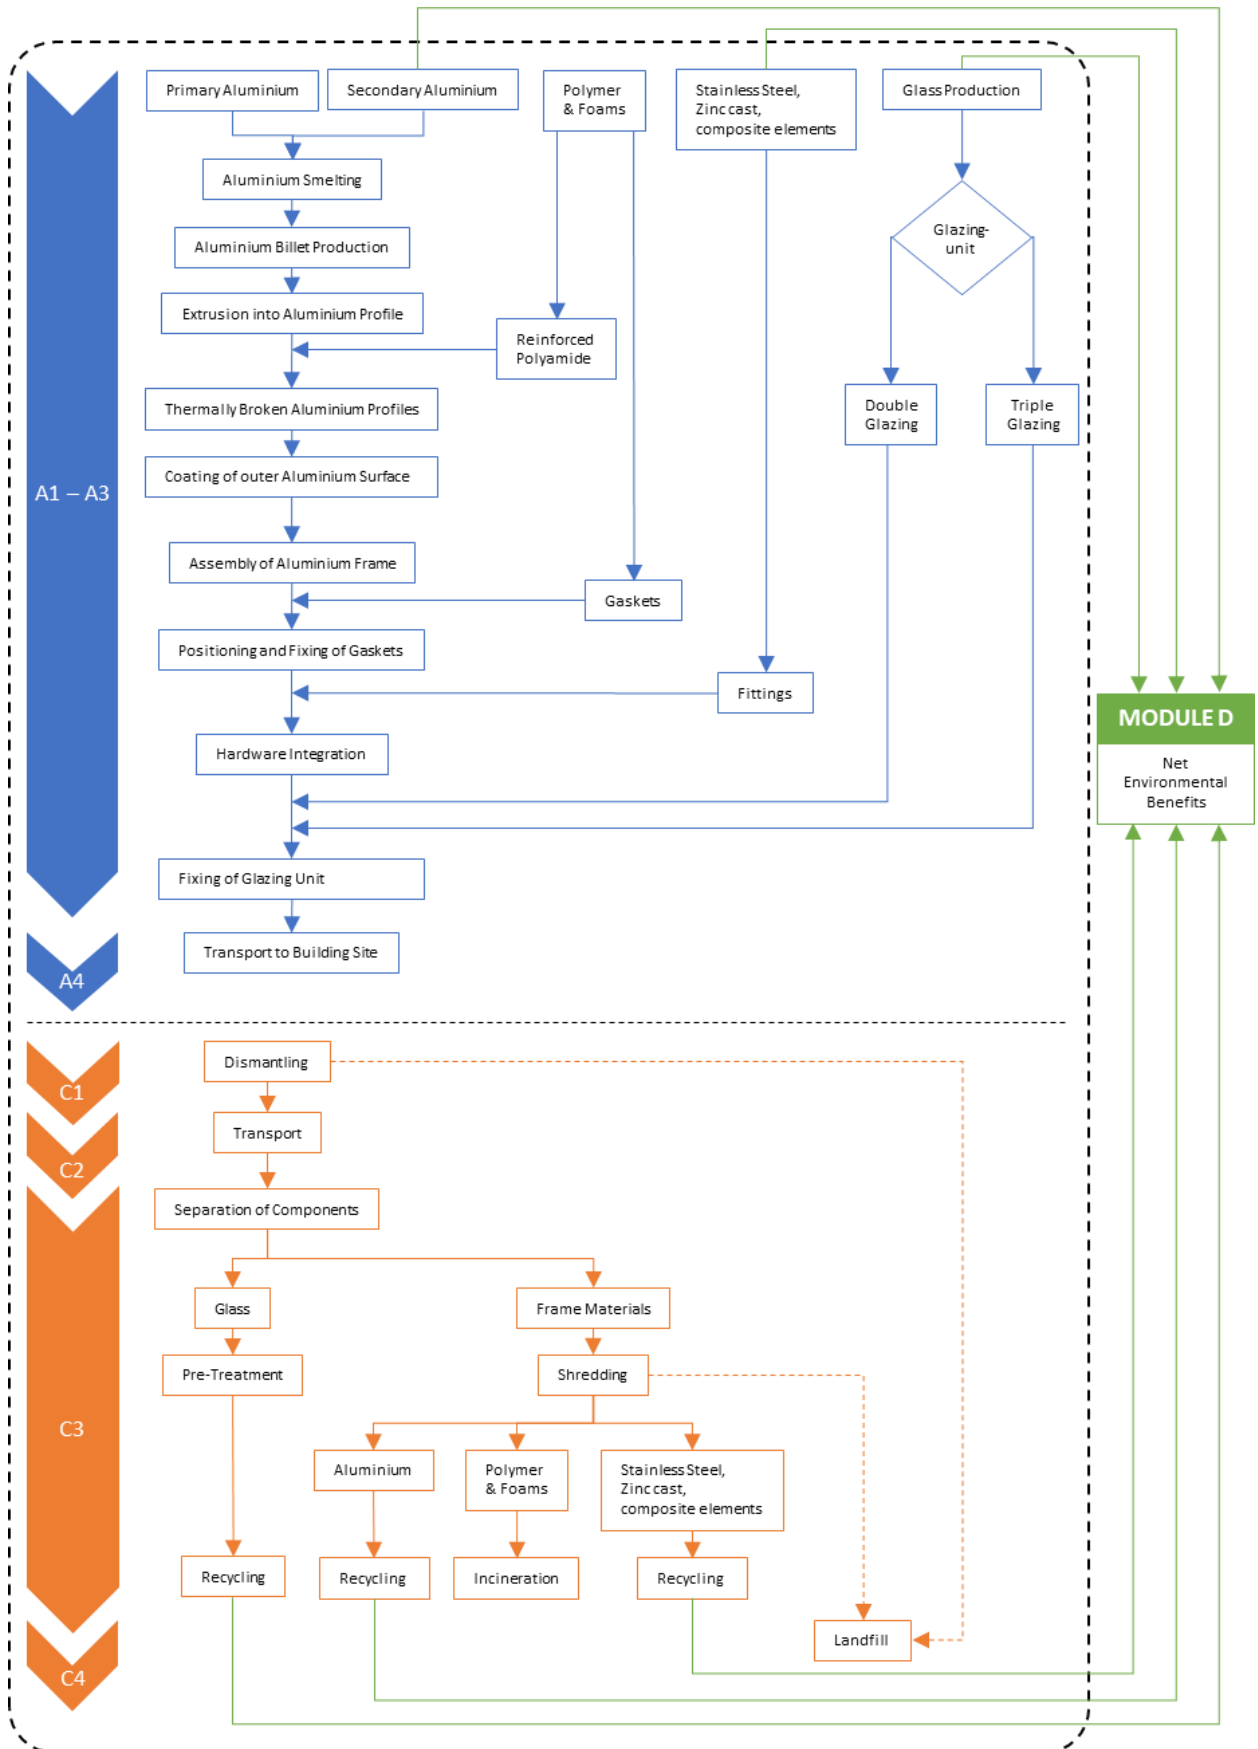 Primary Aluminium
Secondary Aluminium
Polymer
& Foams
Stainless Steel,
Zinc cast,
composite elements
Glass Production
Aluminium Smelting
Glazing-
unit
Aluminium Billet Production
Extrusion into Aluminium Profile
Reinforced
Polyamide
Thermally Broken Aluminium Profiles
Double
Glazing
Triple
Glazing
Coating of outer Aluminium Surface
A1 – A3
Assembly of Aluminium Frame
Gaskets
Positioning and Fixing of Gaskets
Fittings
MODULE D
Net
Environmental
Benefits
Hardware Integration
Fixing of Glazing Unit
Transport to Building Site
A4
Dismantling
C1
Transport
C2
Separation of Components
Glass
Frame Materials
Pre-Treatment
Shredding
C3
Aluminium
Polymer
& Foams
Stainless Steel,
Zinc cast,
composite elements
Recycling
Recycling
Incineration
Recycling
Landfill
C4